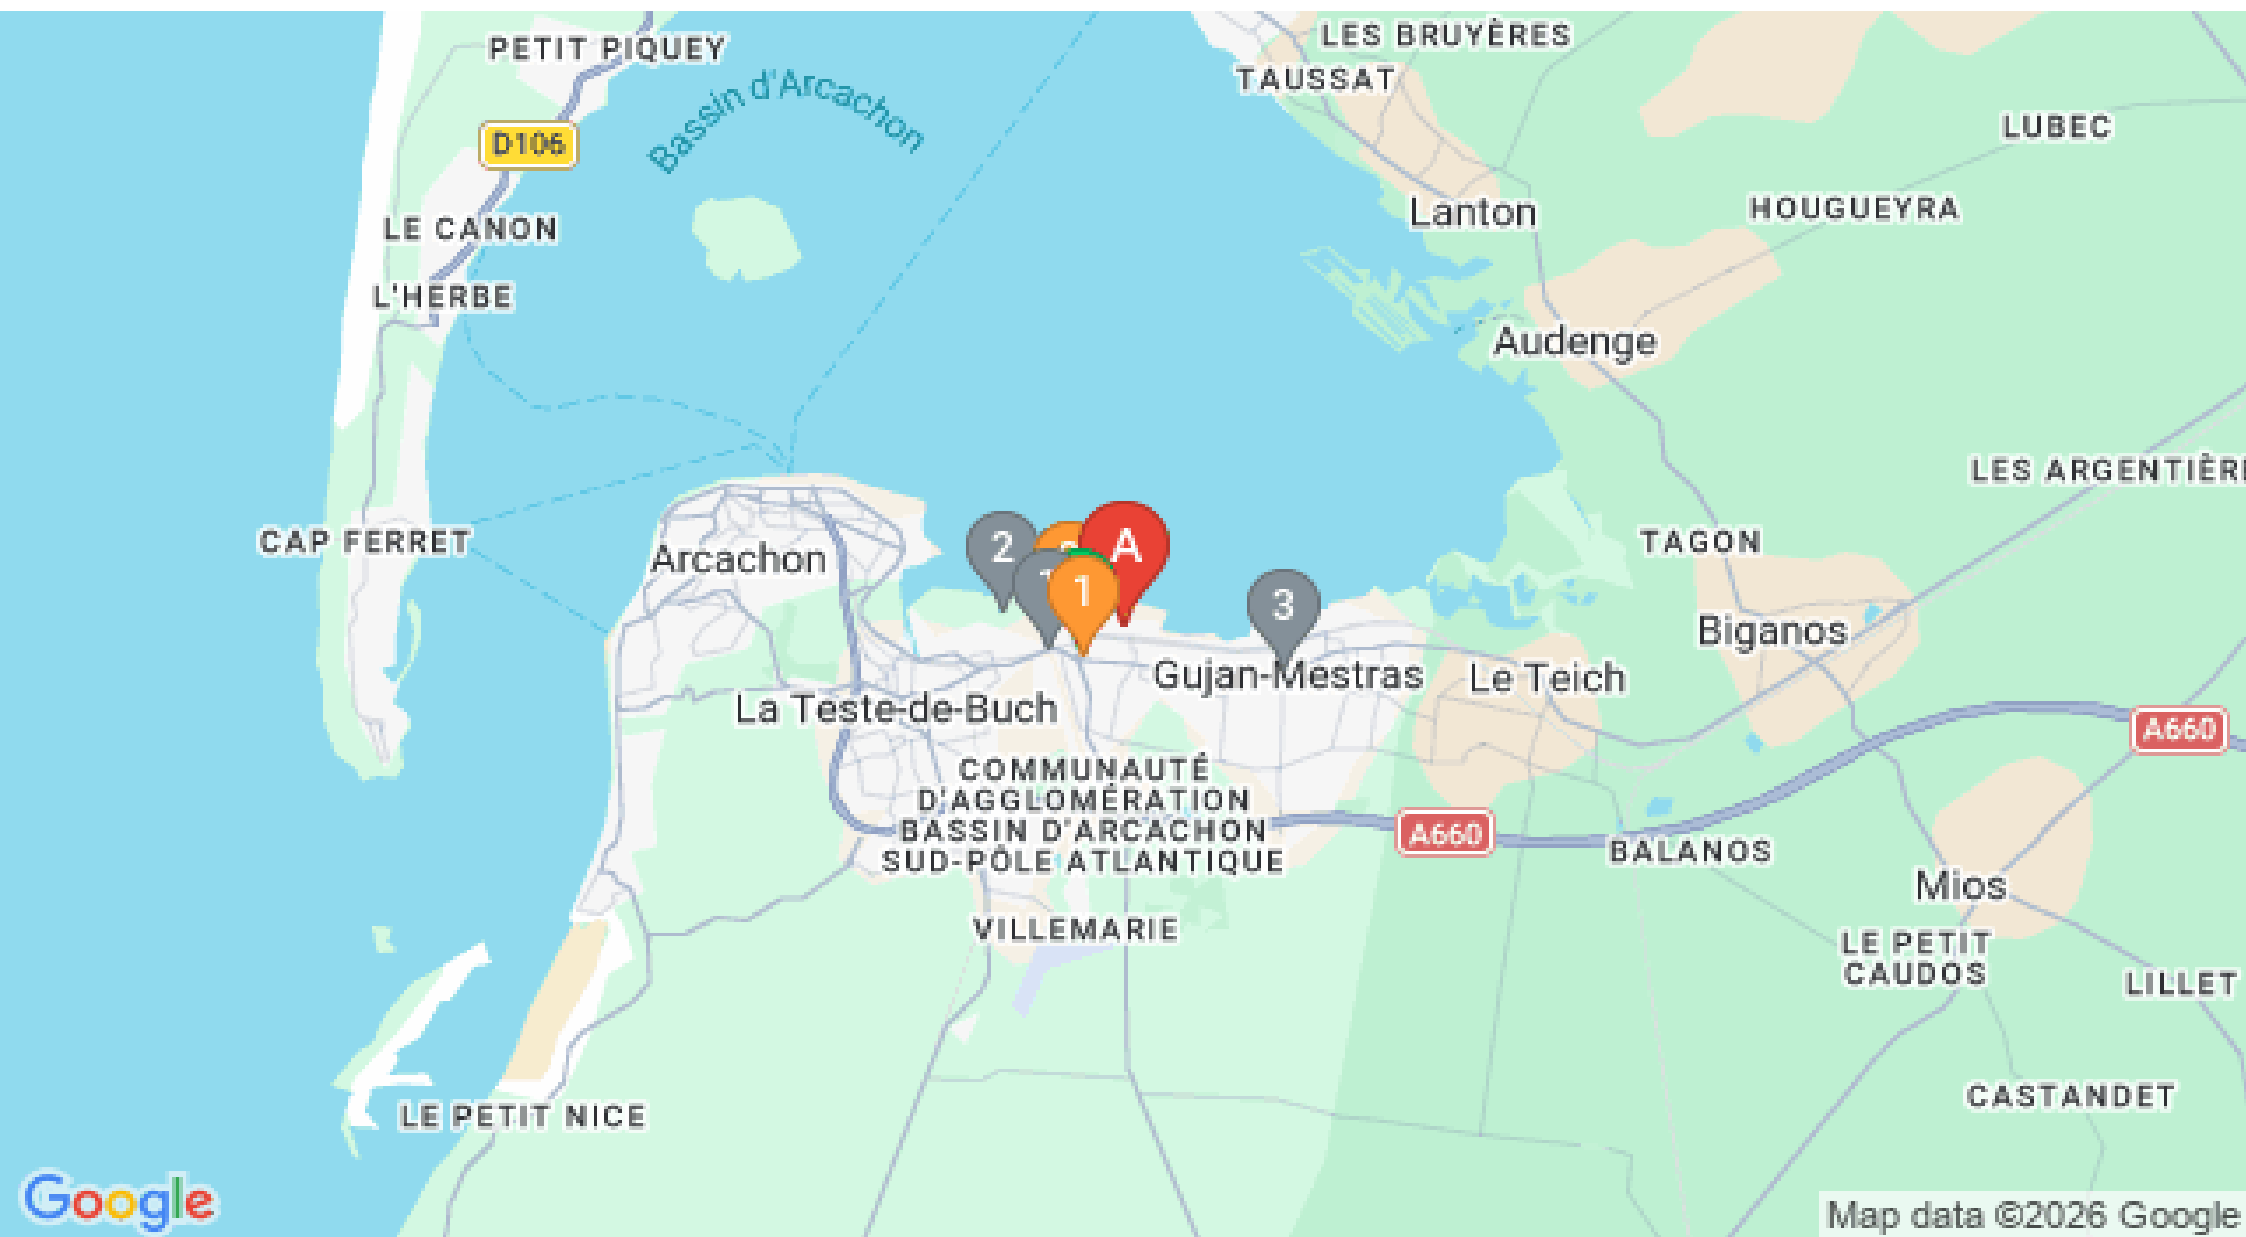 PETIT PIQUEY
LES BRUYÈRES
TAUSSAT
Bassin d'Arcachon
D106
LUBEC
LE CANON
Lanton
HOUGUEYRA
L'HERBE
Audenge
LES ARGENTIÈRE
CAP FERRET
Arcachon
2
A
1
3
TAGON
Biganos
Gujan-Mestras
Le Teich
La Teste-de-Buch
A660
COMMUNAUTÉ
D'AGGLOMÉRATION
BASSIN D'ARCACHON
SUD-PÔLE ATLANTIQUE
A660
BALANOS
Mios
VILLEMARIE
LE PETIT
CAUDOS
LILLET
CASTANDET
LE PETIT NICE
Google
Map data ©2026 Google